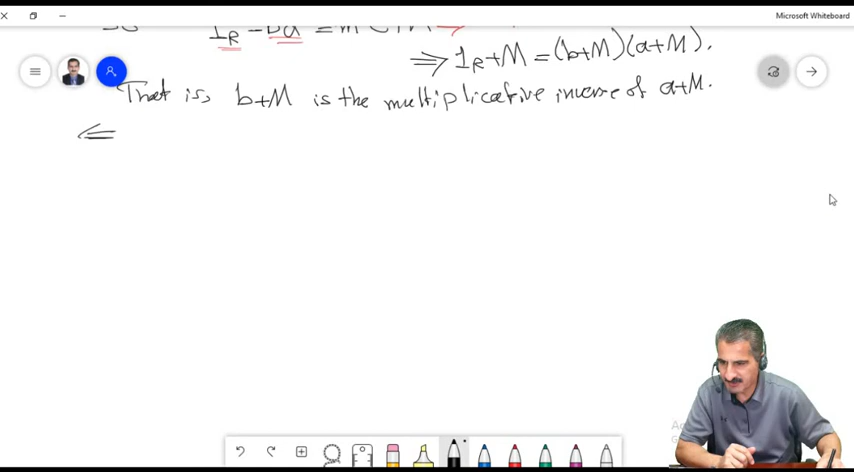 Microsoft Whiteboard
1R - ba = m ∈ M ⇒
⇒ 1R+M = (b+M)(a+M).
That is, b+M is the multiplicative inverse of a+M.
⇐